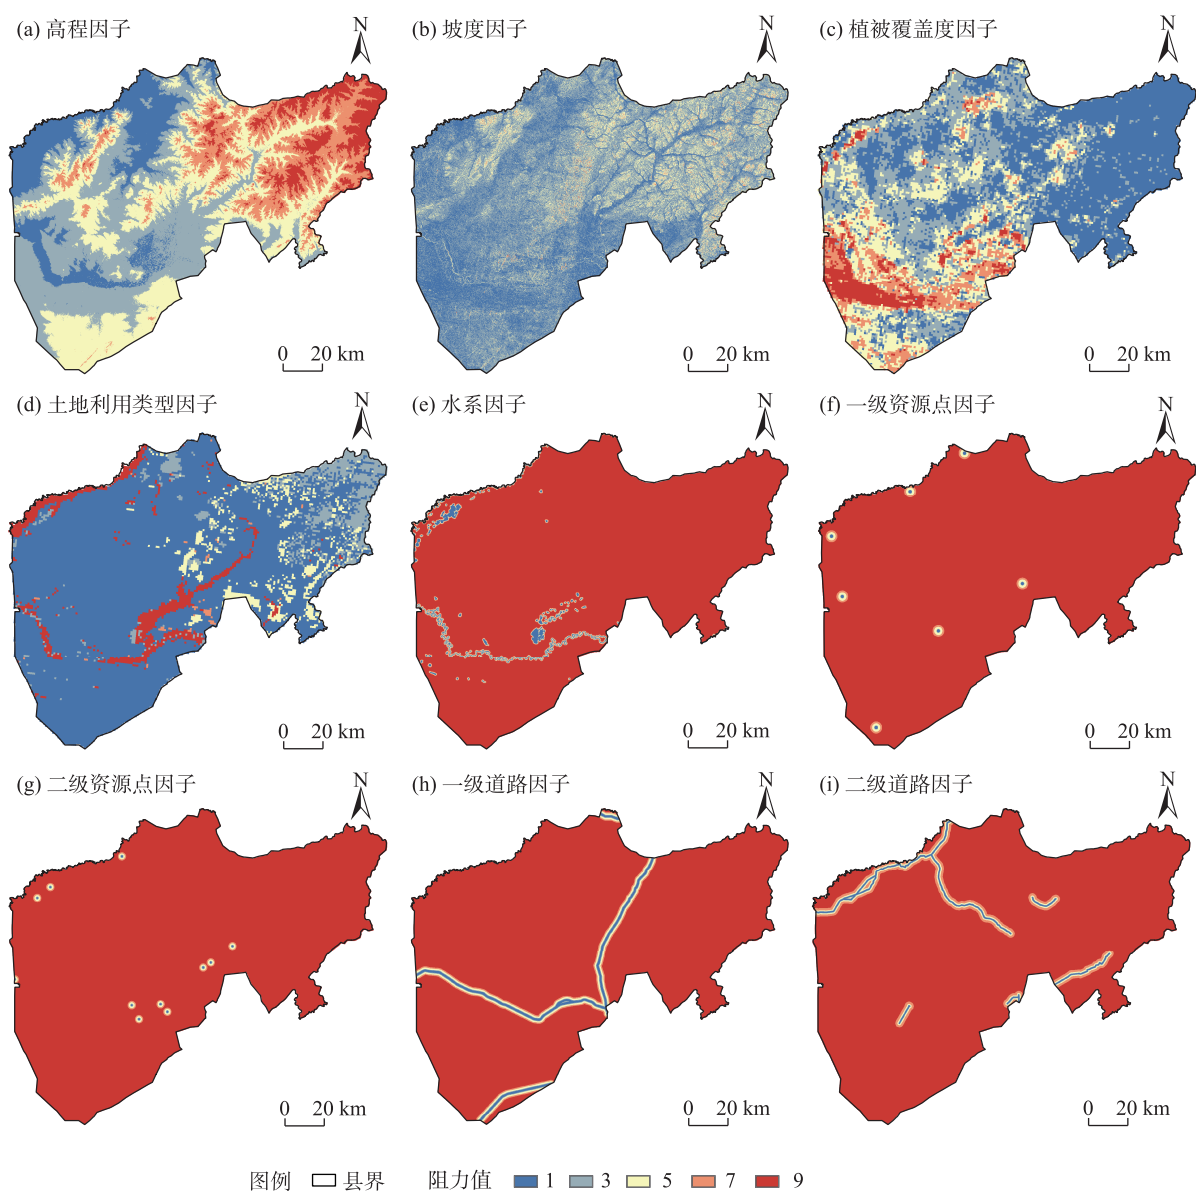 (a) 高程因子
N
(b) 坡度因子
N
(c) 植被覆盖度因子
N
0 20 km
0 20 km
0 20 km
(d) 土地利用类型因子
N
(e) 水系因子
N
(f) 一级资源点因子
N
0 20 km
0 20 km
0 20 km
(g) 二级资源点因子
N
(h) 一级道路因子
N
(i) 二级道路因子
N
0 20 km
0 20 km
0 20 km
图例 县界 阻力值 1 3 5 7 9